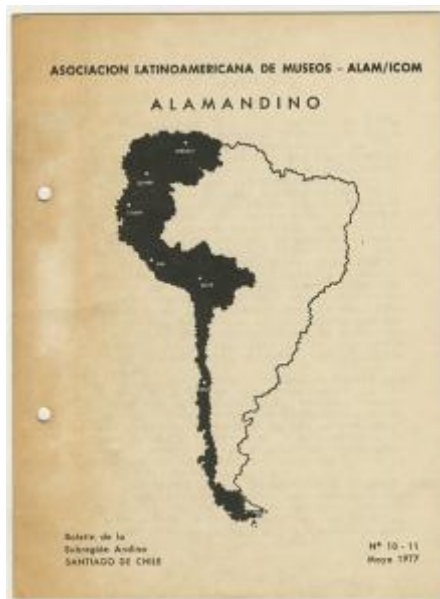 ASOCIACION LATINOAMERICANA DE MUSEOS - ALAM/ICOM
ALAMANDINO
Boletín de la
Subregión Andina
SANTIAGO DE CHILE
Nº 10 - 11
Mayo 1977